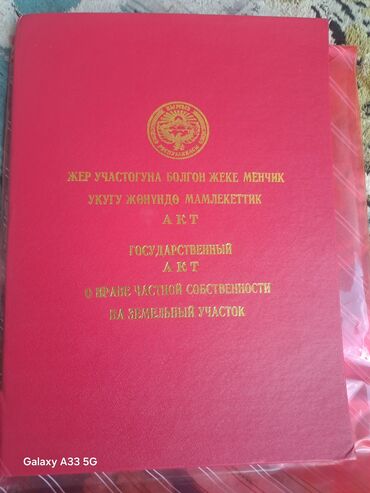 ЖЕР УЧАСТОГУНА БОЛГОН ЖЕКЕ МЕНЧИК
УКУГУ ЖӨНҮНДӨ МАМЛЕКЕТТИК
АКТ
ГОСУДАРСТВЕННЫЙ
АКТ
О ПРАВЕ ЧАСТНОЙ СОБСТВЕННОСТИ
НА ЗЕМЕЛЬНЫЙ УЧАСТОК
Galaxy A33 5G